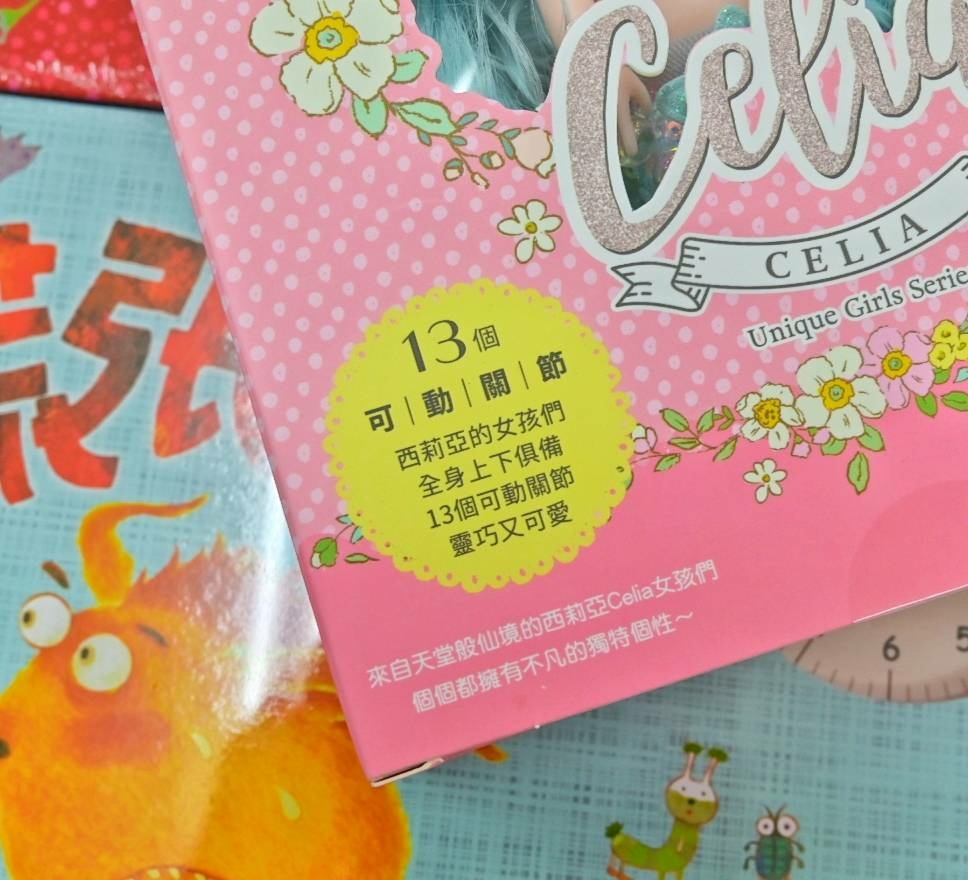 Celia
CELIA
Unique Girls Serie
13個
可｜動｜關｜節
西莉亞的女孩們
全身上下俱備
13個可動關節
靈巧又可愛
來自天堂般仙境的西莉亞Celia女孩們
個個都擁有不凡的獨特個性～
6 5